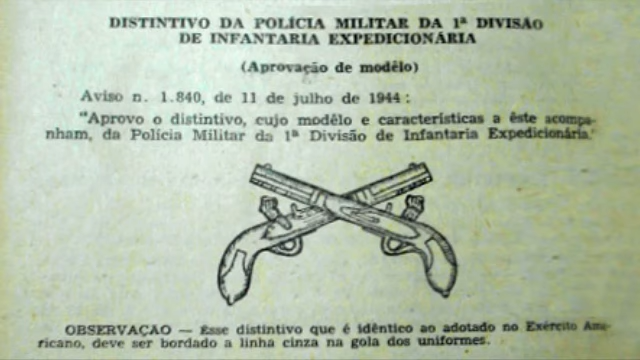 DISTINTIVO DA POLÍCIA MILITAR DA 1ª DIVISÃO
DE INFANTARIA EXPEDICIONÁRIA
(Aprovação de modêlo)
Aviso n. 1.840, de 11 de julho de 1944:
"Aprovo o distintivo, cujo modêlo e características a êste acompa-
nham, da Polícia Militar da 1ª Divisão de Infantaria Expedicionária."
OBSERVAÇÃO — Esse distintivo que é idêntico ao adotado no Exército Ame-
ricano, deve ser bordado a linha cinza na gola dos uniformes.